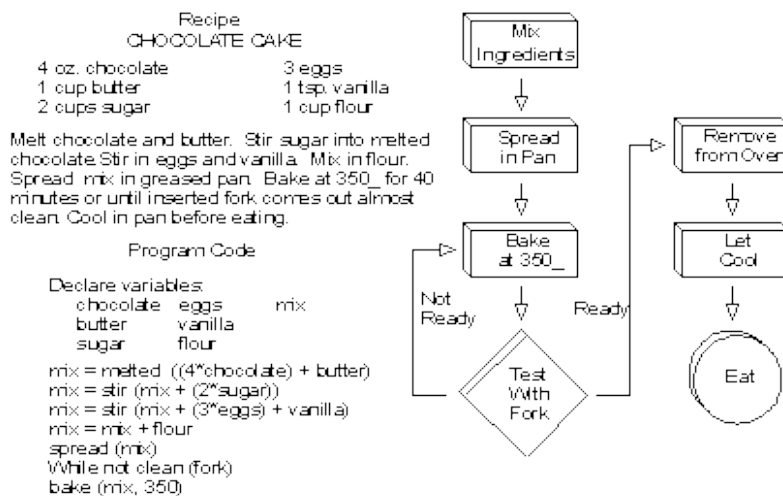 Recipe
CHOCOLATE CAKE
4 oz. chocolate 3 eggs
1 cup butter 1 tsp. vanilla
2 cups sugar 1 cup flour
Melt chocolate and butter. Stir sugar into melted
chocolate. Stir in eggs and vanilla. Mix in flour.
Spread mix in greased pan. Bake at 350_ for 40
minutes or until inserted fork comes out almost
clean. Cool in pan before eating.
Program Code
Declare variables:
chocolate eggs mix
butter vanilla
sugar flour
mix = melted ((4*chocolate) + butter)
mix = stir (mix + (2*sugar))
mix = stir (mix + (3*eggs) + vanilla)
mix = mix + flour
spread (mix)
While not clean (fork)
bake (mix, 350)
Mix
Ingredients
Spread
in Pan
Bake
at 350_
Not
Ready
Test
With
Fork
Ready
Remove
from Oven
Let
Cool
Eat